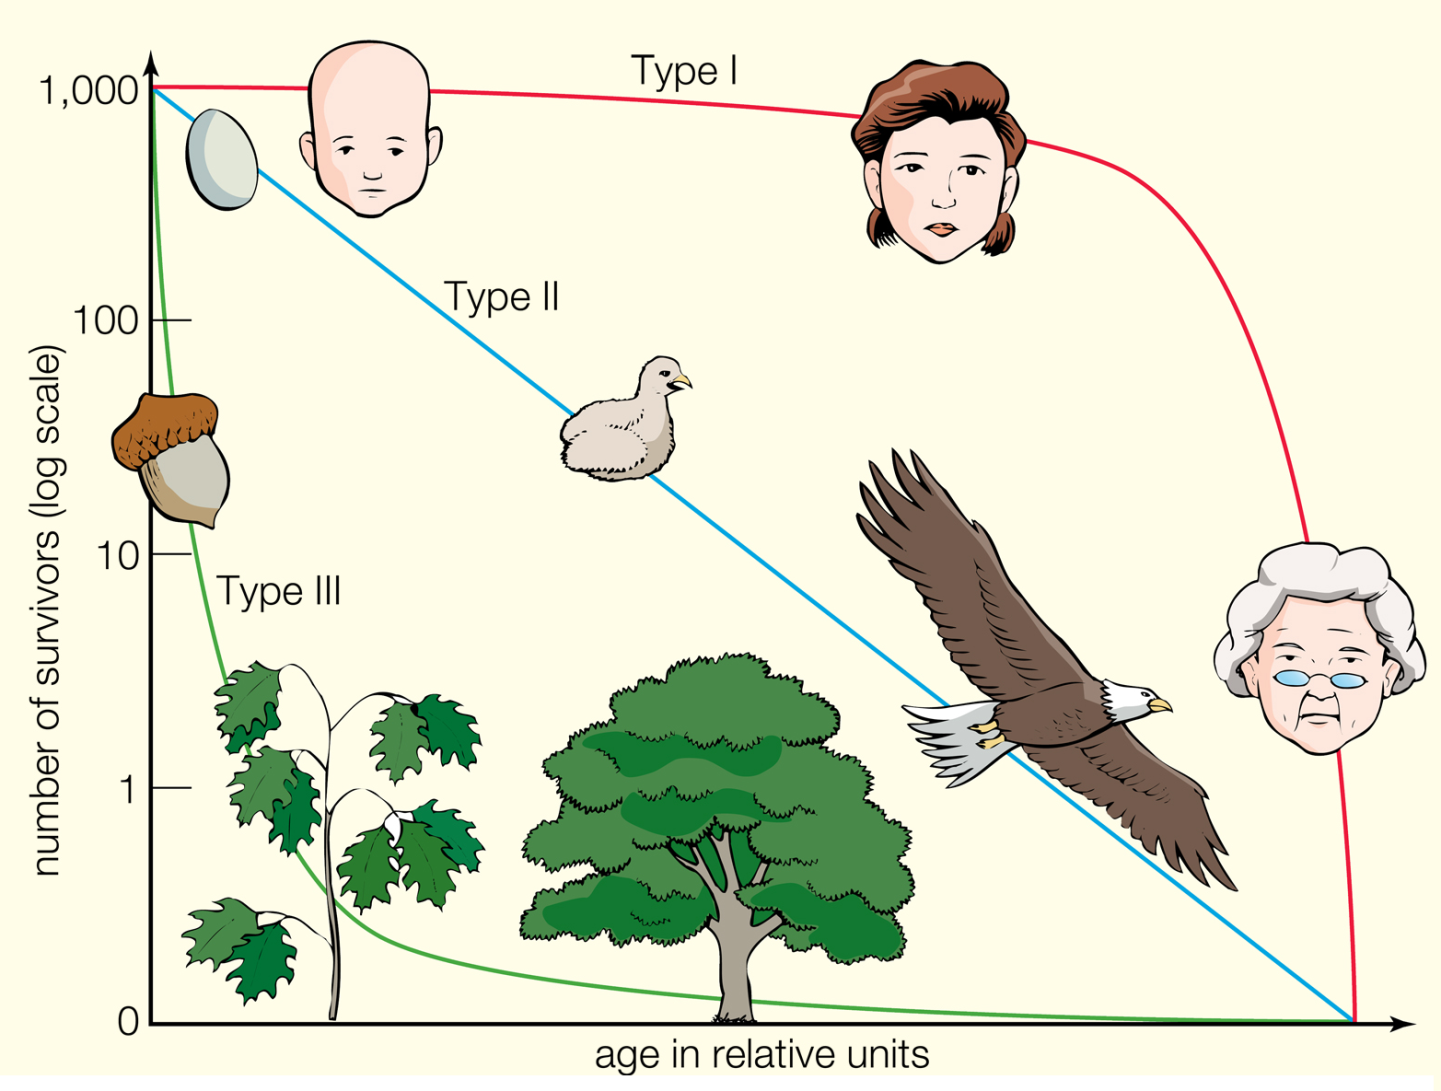 Type I
1,000
Type II
100
number of survivors (log scale)
10
Type III
1
0
age in relative units